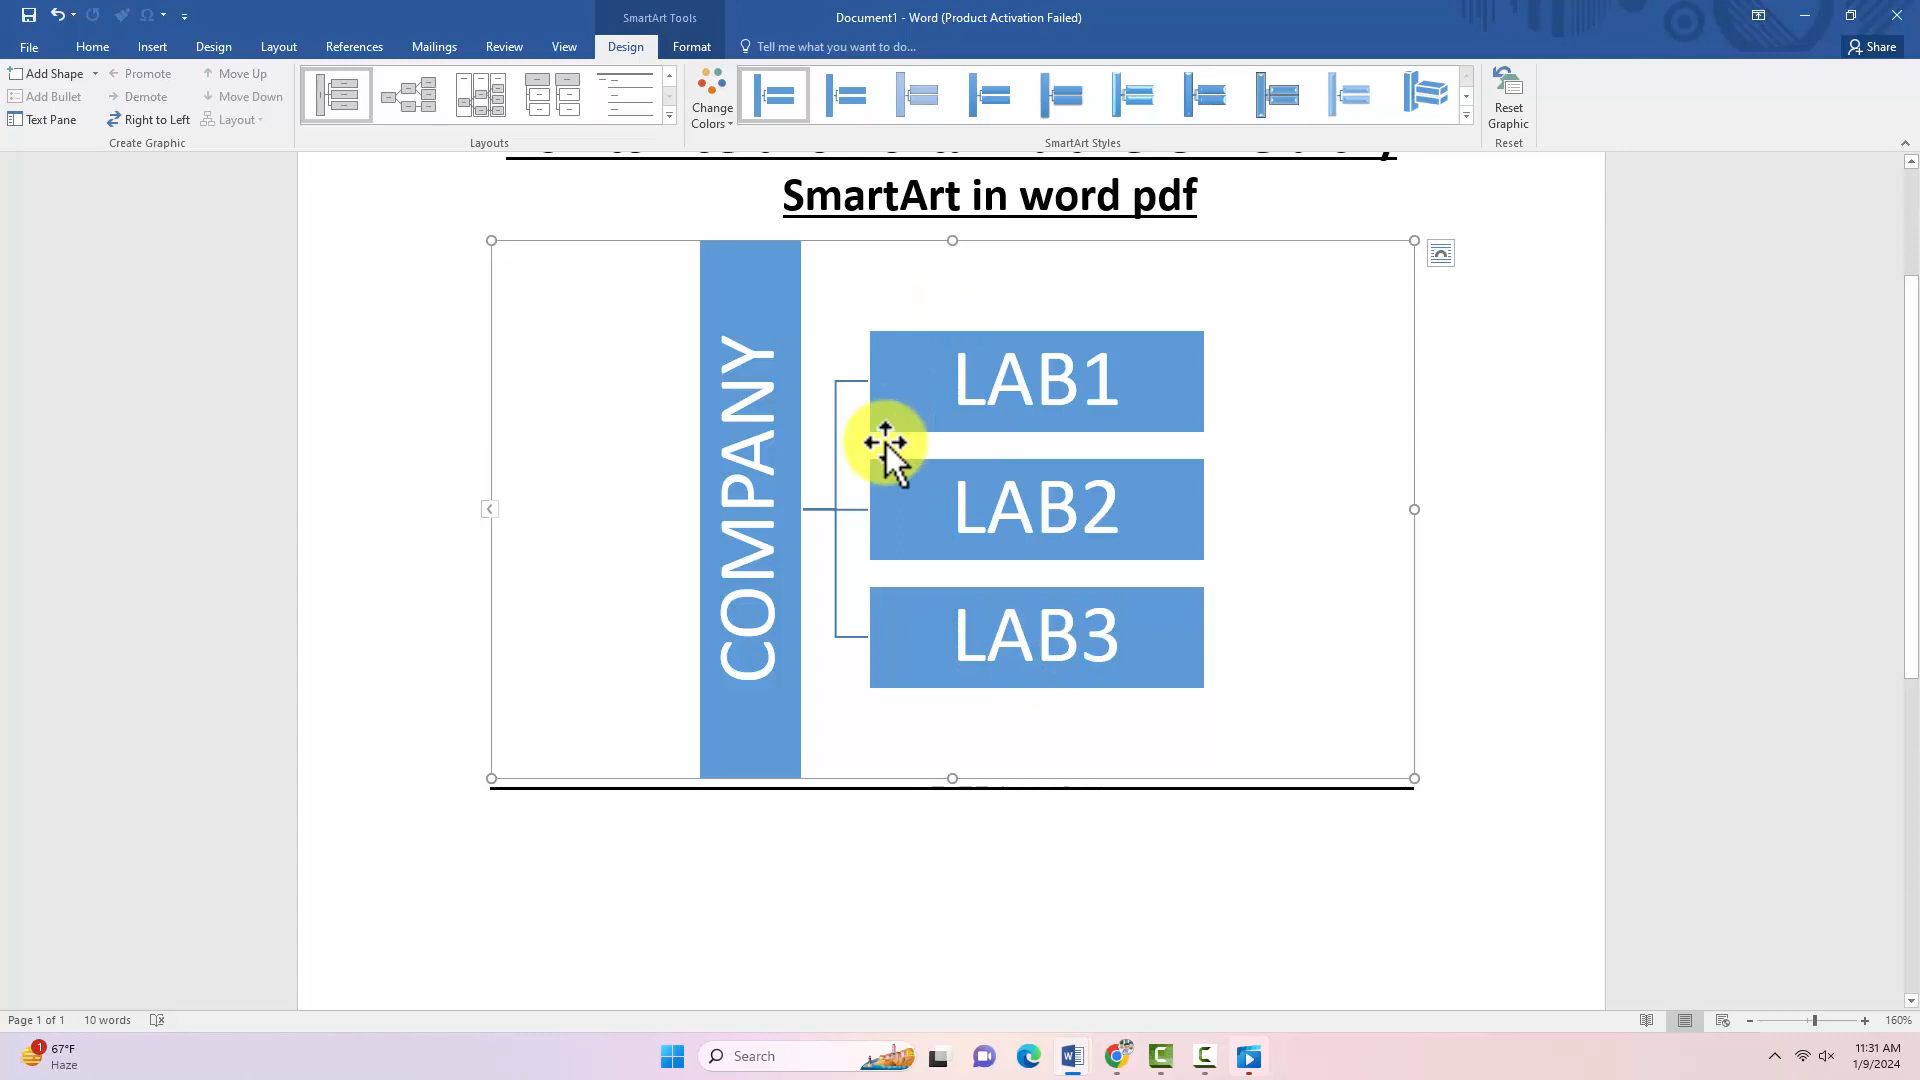 SmartArt Tools
Document1 - Word (Product Activation Failed)
File Home Insert Design Layout References Mailings Review View Design Format Tell me what you want to do... Share
Add Shape Promote Move Up
Add Bullet Demote Move Down
Text Pane Right to Left Layout
Change Colors
Reset Graphic
Create Graphic Layouts SmartArt Styles Reset
SmartArt in word pdf
COMPANY
LAB1
LAB2
LAB3
Page 1 of 1 10 words 160%
1 67°F
Haze
Search
11:31 AM
1/9/2024